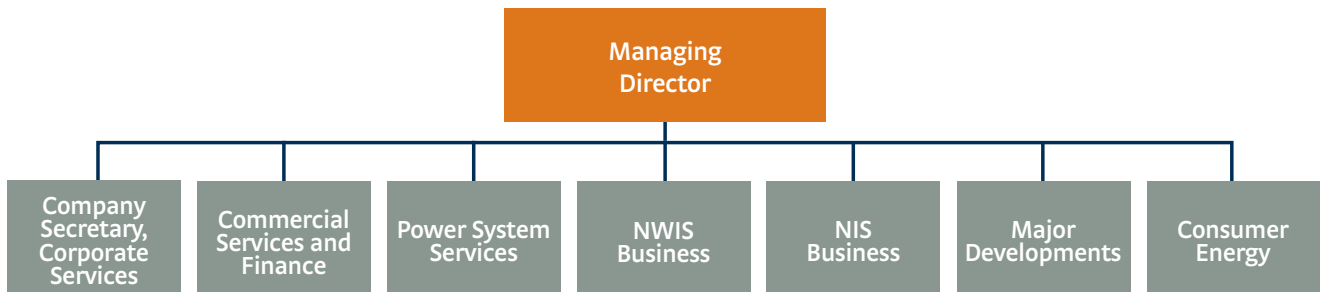 Managing
Director
Company
Secretary,
Corporate
Services
Commercial
Services and
Finance
Power System
Services
NWIS
Business
NIS
Business
Major
Developments
Consumer
Energy